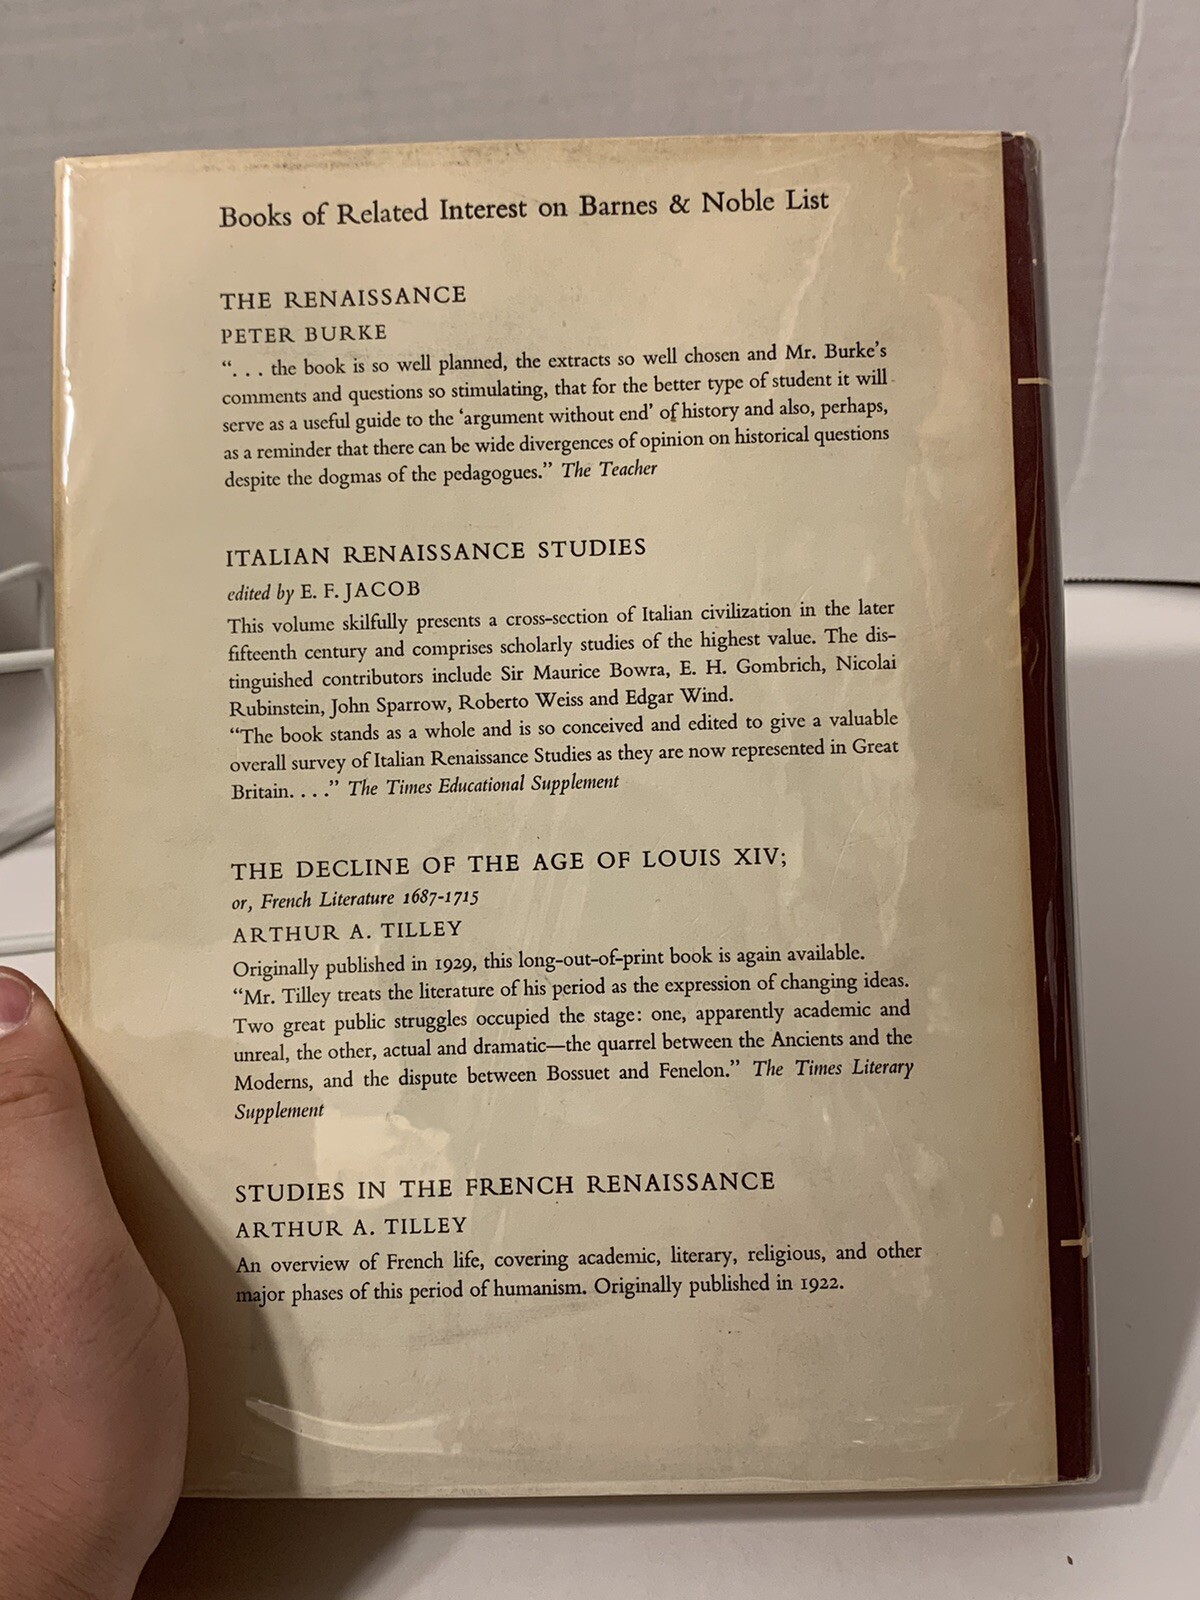 Books of Related Interest on Barnes & Noble List
THE RENAISSANCE
PETER BURKE
“. . . the book is so well planned, the extracts so well chosen and Mr. Burke’s
comments and questions so stimulating, that for the better type of student it will
serve as a useful guide to the ‘argument without end’ of history and also, perhaps,
as a reminder that there can be wide divergences of opinion on historical questions
despite the dogmas of the pedagogues.” The Teacher
ITALIAN RENAISSANCE STUDIES
edited by E. F. JACOB
This volume skilfully presents a cross-section of Italian civilization in the later
fifteenth century and comprises scholarly studies of the highest value. The dis-
tinguished contributors include Sir Maurice Bowra, E. H. Gombrich, Nicolai
Rubinstein, John Sparrow, Roberto Weiss and Edgar Wind.
“The book stands as a whole and is so conceived and edited to give a valuable
overall survey of Italian Renaissance Studies as they are now represented in Great
Britain. . . .” The Times Educational Supplement
THE DECLINE OF THE AGE OF LOUIS XIV;
or, French Literature 1687-1715
ARTHUR A. TILLEY
Originally published in 1929, this long-out-of-print book is again available.
“Mr. Tilley treats the literature of his period as the expression of changing ideas.
Two great public struggles occupied the stage: one, apparently academic and
unreal, the other, actual and dramatic—the quarrel between the Ancients and the
Moderns, and the dispute between Bossuet and Fenelon.” The Times Literary
Supplement
STUDIES IN THE FRENCH RENAISSANCE
ARTHUR A. TILLEY
An overview of French life, covering academic, literary, religious, and other
major phases of this period of humanism. Originally published in 1922.